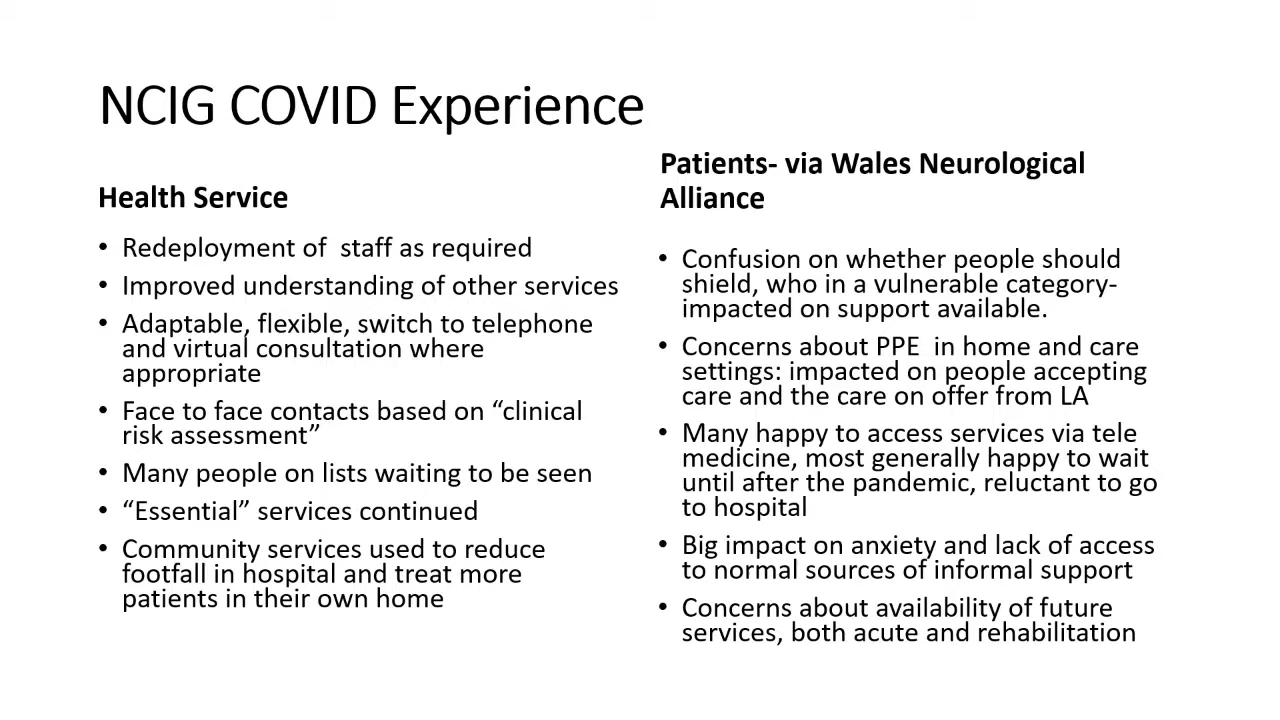 NCIG COVID Experience
Health Service
• Redeployment of  staff as required
• Improved understanding of other services
• Adaptable, flexible, switch to telephone
and virtual consultation where
appropriate
• Face to face contacts based on “clinical
risk assessment”
• Many people on lists waiting to be seen
• “Essential” services continued
• Community services used to reduce
footfall in hospital and treat more
patients in their own home
Patients- via Wales Neurological
Alliance
• Confusion on whether people should
shield, who in a vulnerable category-
impacted on support available.
• Concerns about PPE  in home and care
settings: impacted on people accepting
care and the care on offer from LA
• Many happy to access services via tele
medicine, most generally happy to wait
until after the pandemic, reluctant to go
to hospital
• Big impact on anxiety and lack of access
to normal sources of informal support
• Concerns about availability of future
services, both acute and rehabilitation